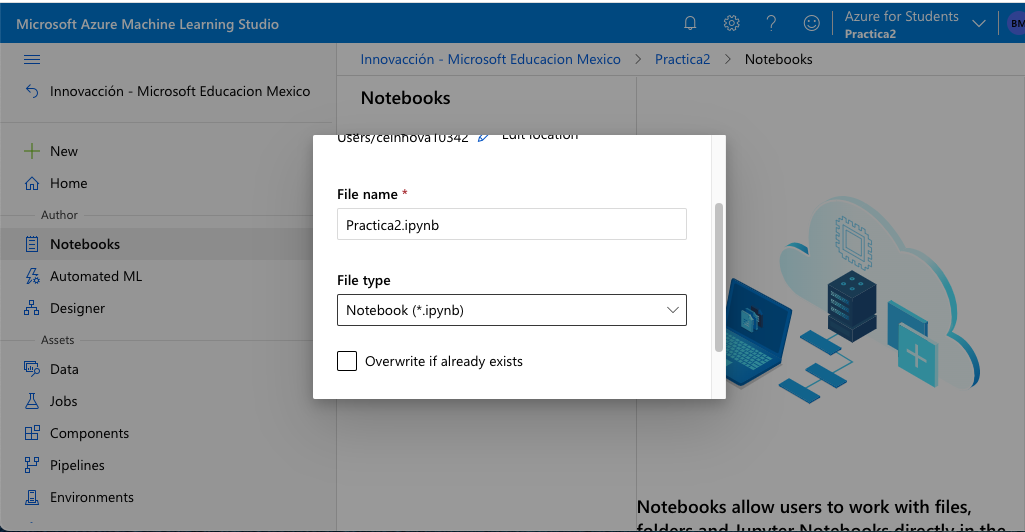 Microsoft Azure Machine Learning Studio
Azure for Students
Practica2
BM
Innovacción - Microsoft Educacion Mexico
Innovacción - Microsoft Educacion Mexico > Practica2 > Notebooks
Notebooks
New
Home
Author
Notebooks
Automated ML
Designer
Assets
Data
Jobs
Components
Pipelines
Environments
Users/ceinnova10342 Edit location
File name *
Practica2.ipynb
File type
Notebook (*.ipynb)
Overwrite if already exists
Notebooks allow users to work with files,
folders and Jupyter Notebooks directly in the